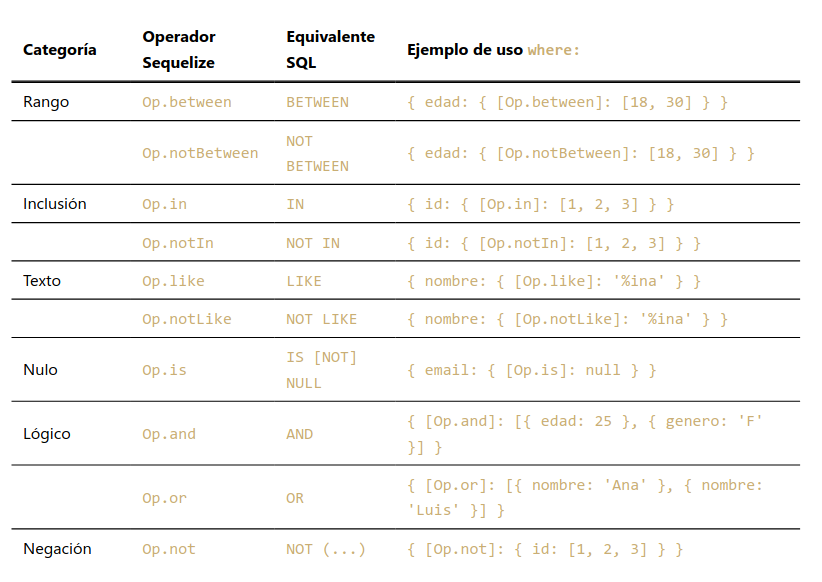 Categoría Operador Sequelize Equivalente SQL Ejemplo de uso where:
Rango Op.between BETWEEN { edad: { [Op.between]: [18, 30] } }
Op.notBetween NOT BETWEEN { edad: { [Op.notBetween]: [18, 30] } }
Inclusión Op.in IN { id: { [Op.in]: [1, 2, 3] } }
Op.notIn NOT IN { id: { [Op.notIn]: [1, 2, 3] } }
Texto Op.like LIKE { nombre: { [Op.like]: '%ina' } }
Op.notLike NOT LIKE { nombre: { [Op.notLike]: '%ina' } }
Nulo Op.is IS [NOT] NULL { email: { [Op.is]: null } }
Lógico Op.and AND { [Op.and]: [{ edad: 25 }, { genero: 'F' }] }
Op.or OR { [Op.or]: [{ nombre: 'Ana' }, { nombre: 'Luis' }] }
Negación Op.not NOT (...) { [Op.not]: { id: [1, 2, 3] } }